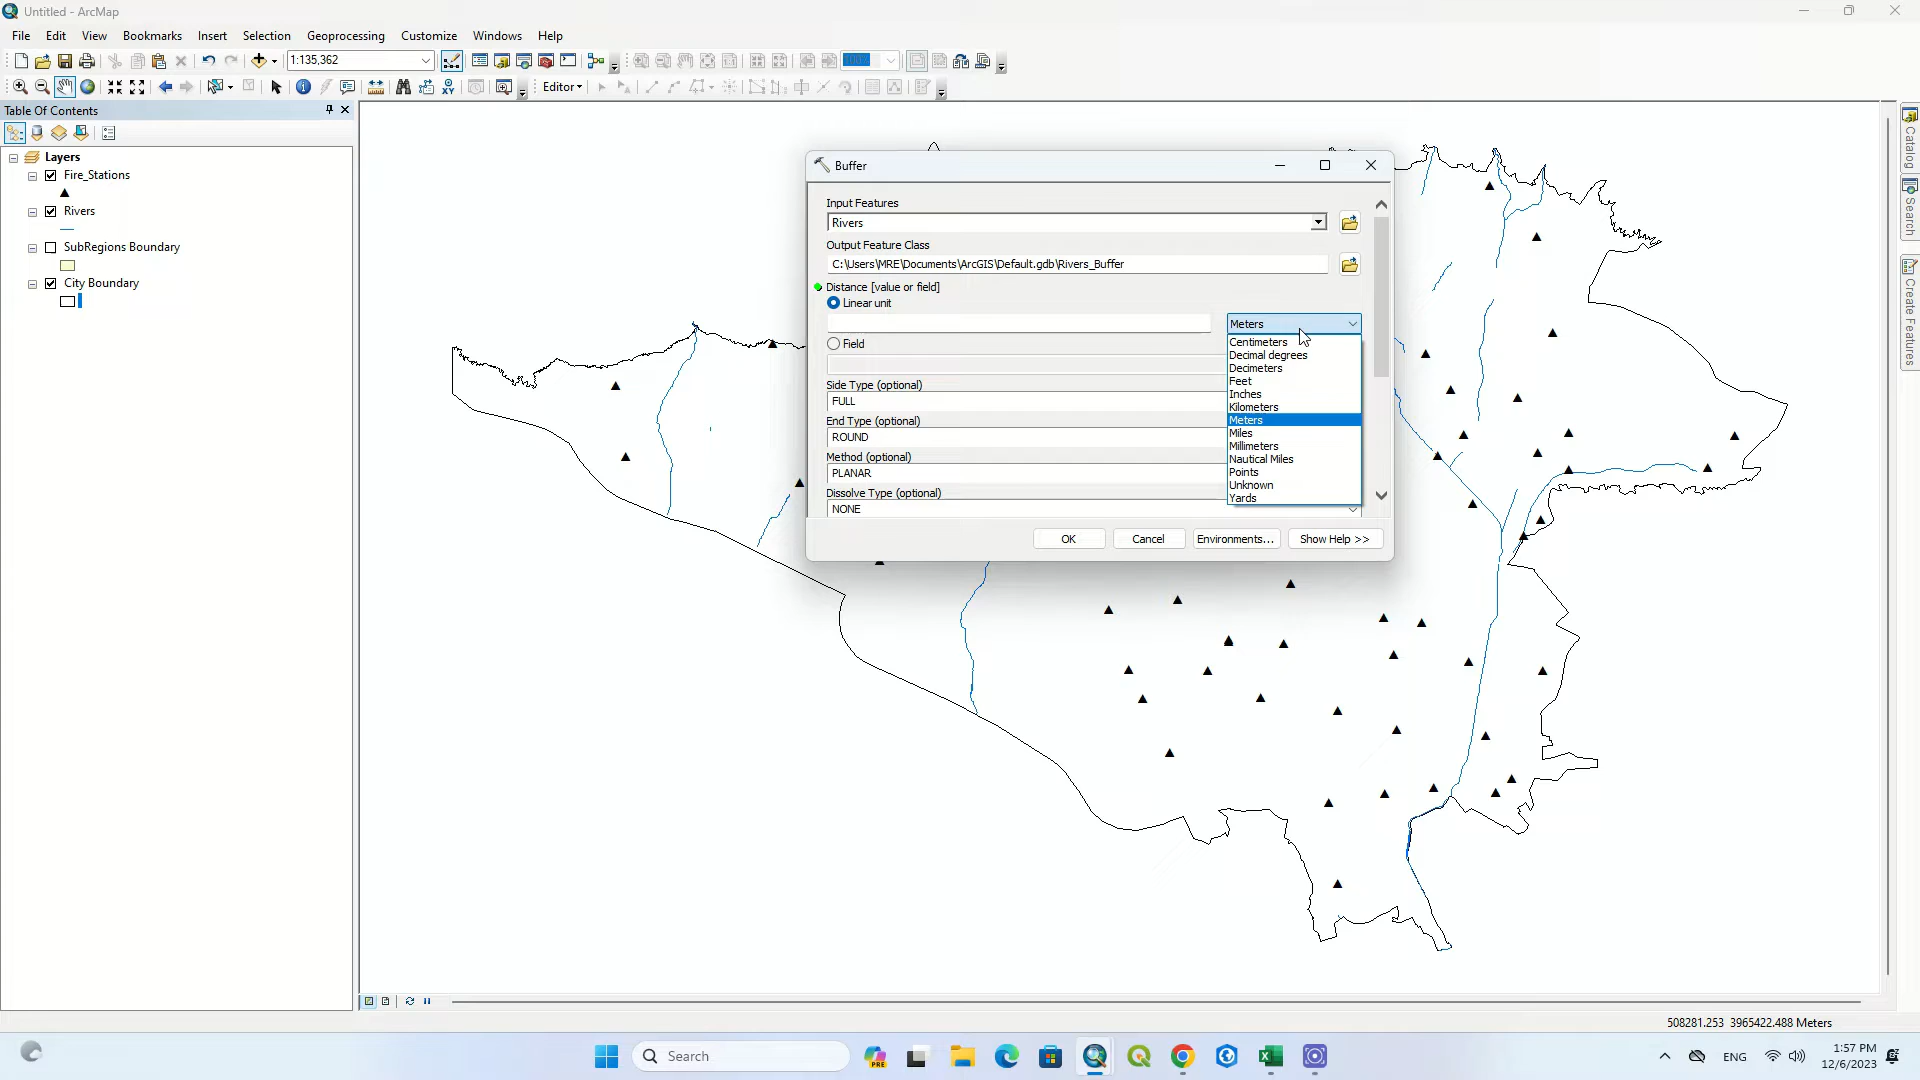 Untitled - ArcMap
File Edit View Bookmarks Insert Selection Geoprocessing Customize Windows Help
1:135,362
Editor
Table Of Contents
Layers
Fire_Stations
Rivers
SubRegions Boundary
City Boundary
Buffer
Input Features
Rivers
Output Feature Class
C:\Users\MRE\Documents\ArcGIS\Default.gdb\Rivers_Buffer
Distance [value or field]
Linear unit
Meters
Field
Side Type (optional)
FULL
End Type (optional)
ROUND
Method (optional)
PLANAR
Dissolve Type (optional)
NONE
Centimeters
Decimal degrees
Decimeters
Feet
Inches
Kilometers
Meters
Miles
Millimeters
Nautical Miles
Points
Unknown
Yards
OK Cancel Environments... Show Help >>
Catalog
Search
Create Features
508281.253 3965422.488 Meters
Search
PRE
ENG
1:57 PM
12/6/2023